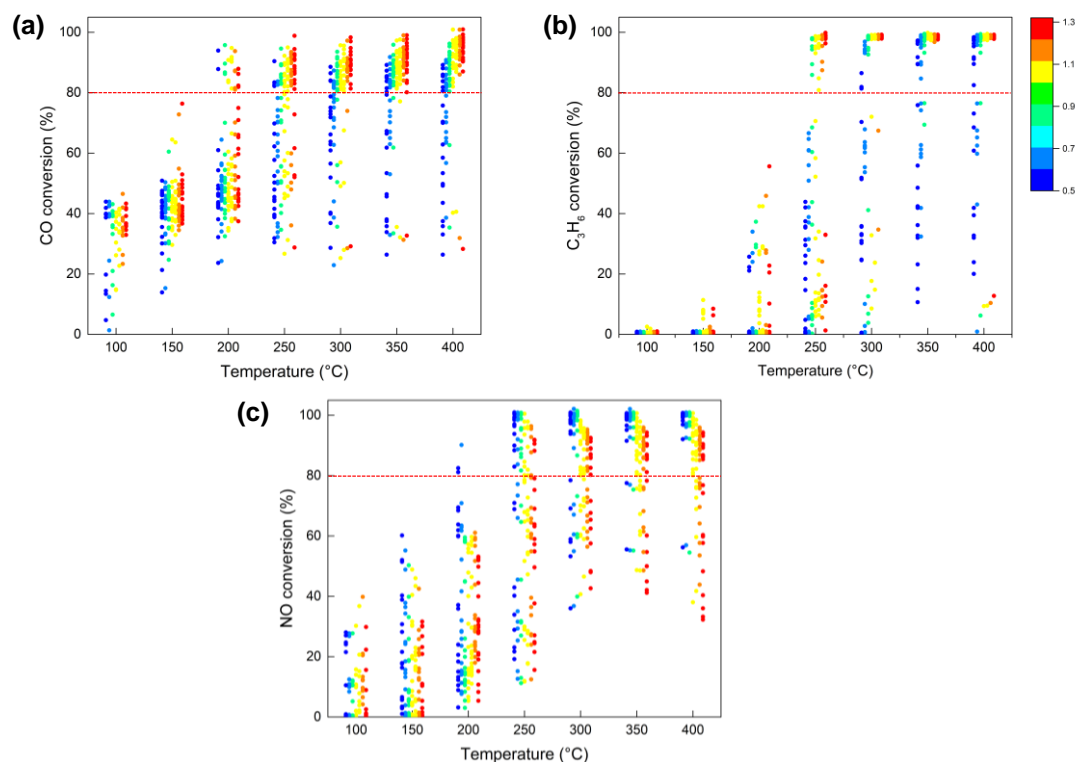 (a)
CO conversion (%)
100
80
60
40
20
0
100 150 200 250 300 350 400
Temperature (°C)
(b)
C₃H₆ conversion (%)
100
80
60
40
20
0
100 150 200 250 300 350 400
Temperature (°C)
1.3
1.1
0.9
0.7
0.5
(c)
NO conversion (%)
100
80
60
40
20
0
100 150 200 250 300 350 400
Temperature (°C)